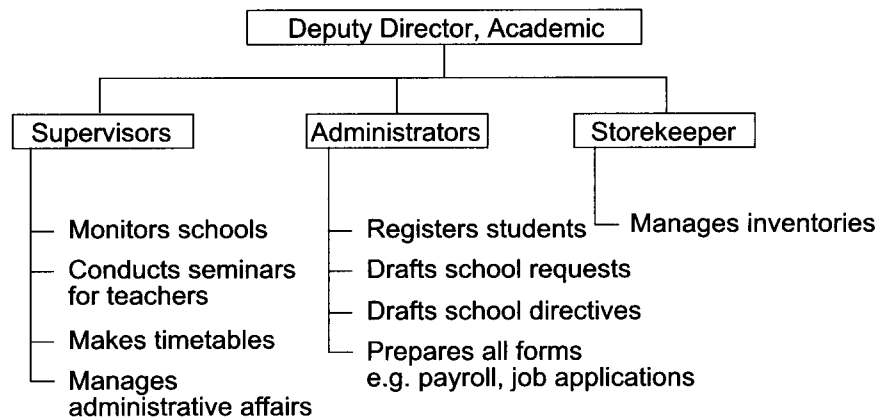 Deputy Director, Academic
Supervisors
Administrators
Storekeeper
Monitors schools
Conducts seminars
for teachers
Makes timetables
Manages
administrative affairs
Registers students
Drafts school requests
Drafts school directives
Prepares all forms
e.g. payroll, job applications
Manages inventories